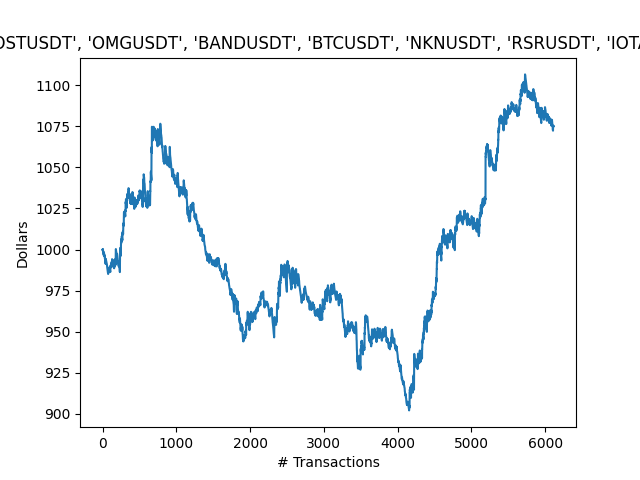 OSTUSDT', 'OMGUSDT', 'BANDUSDT', 'BTCUSDT', 'NKNUSDT', 'RSRUSDT', 'IOTA
1100
1075
1050
1025
1000
975
950
925
900
Dollars
0 1000 2000 3000 4000 5000 6000
# Transactions